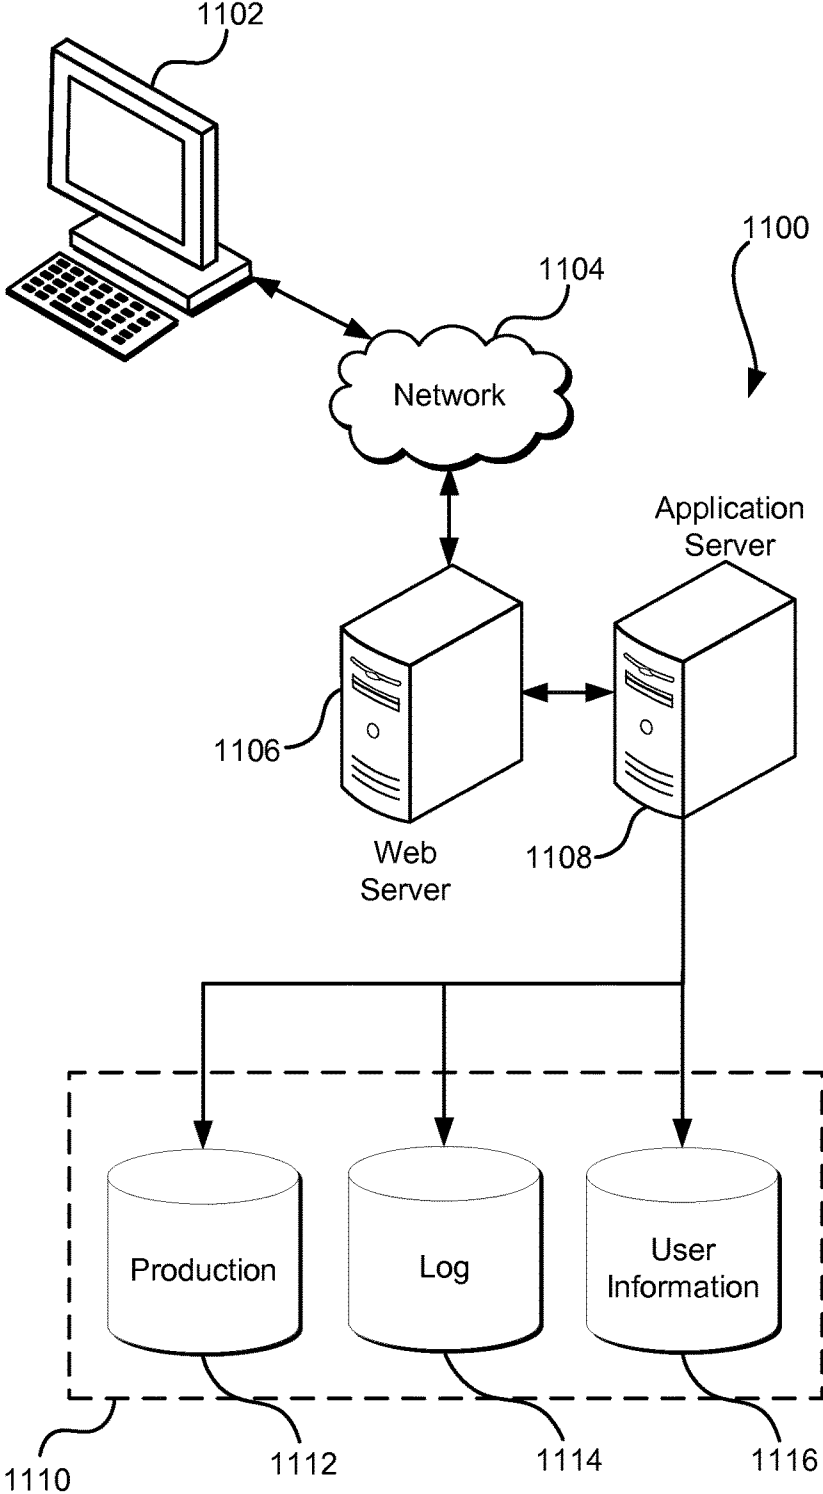 1102
1100
1104
Network
Application
Server
1106
1108
Web
Server
Production
Log
User
Information
1110
1112
1114
1116